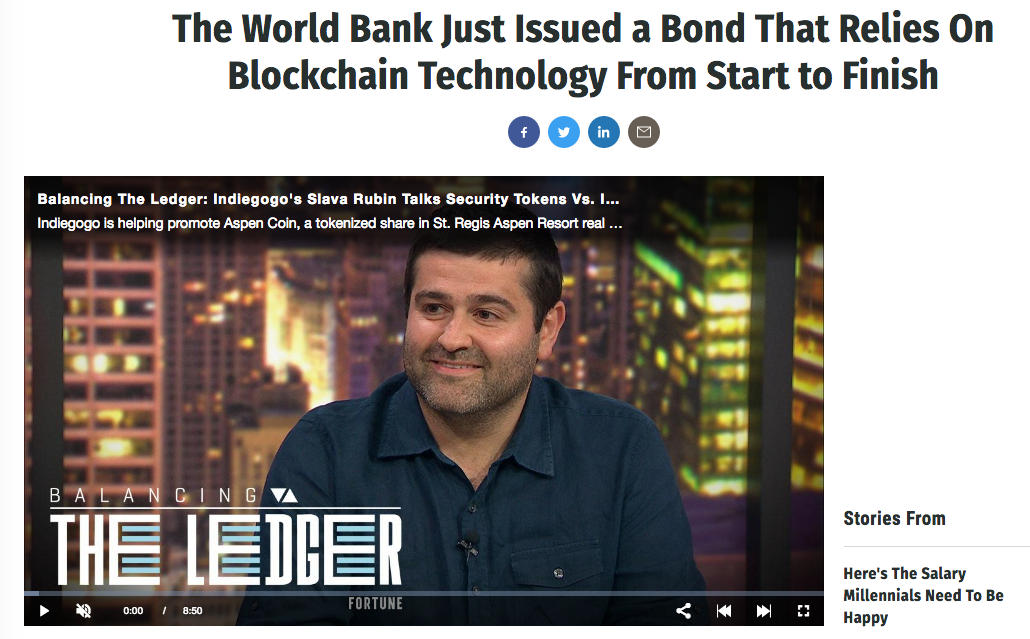 The World Bank Just Issued a Bond That Relies On
Blockchain Technology From Start to Finish
Balancing The Ledger: Indiegogo's Slava Rubin Talks Security Tokens Vs. I...
Indiegogo is helping promote Aspen Coin, a tokenized share in St. Regis Aspen Resort real ...
BALANCING
THE LEDGER
FORTUNE
0:00 / 8:50
Stories From
Here's The Salary
Millennials Need To Be
Happy